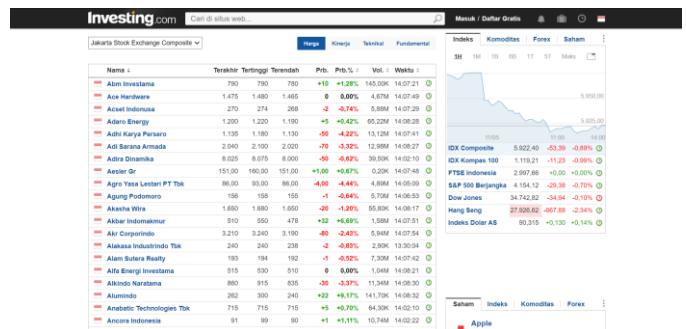 Investing.com Cari di situs web... Masuk / Daftar Gratis
Jakarta Stock Exchange Composite Harga Kinerja Teknikal Fundamental
Nama Terakhir Tertinggi Terendah Prb. Prb.% Vol. Waktu
Abm Investama 790 790 780 +10 +1,28% 145,00K 14:07:21
Ace Hardware 1.475 1.480 1.465 0 0,00% 4,67M 14:07:49
Acset Indonusa 270 274 268 -2 -0,74% 5,88M 14:07:29
Adaro Energy 1.200 1.220 1.190 +5 +0,42% 65,22M 14:08:28
Adhi Karya Persero 1.135 1.180 1.130 -50 -4,22% 13,12M 14:07:41
Adi Sarana Armada 2.040 2.100 2.020 -70 -3,32% 12,98M 14:08:27
Adira Dinamika 8.025 8.075 8.000 -50 -0,62% 39,50K 14:02:10
Aesler Gr 151,00 160,00 151,00 +1,00 +0,67% 0,20K 14:07:48
Agro Yasa Lestari PT Tbk 86,00 93,00 86,00 -4,00 -4,44% 4,89M 14:05:09
Agung Podomoro 156 158 155 -1 -0,64% 5,70M 14:06:53
Akasha Wira 1.650 1.680 1.650 -20 -1,20% 55,80K 14:08:17
Akbar Indomakmur 510 550 478 +32 +6,69% 1,58M 14:07:51
Akr Corporindo 3.210 3.240 3.190 -80 -2,43% 5,94M 14:07:54
Alakasa Industrindo Tbk 240 240 238 -2 -0,83% 2,90K 13:30:04
Alam Sutera Realty 193 194 192 -1 -0,52% 7,30M 14:07:42
Alfa Energi Investama 515 530 510 0 0,00% 1,04M 14:08:21
Alkindo Naratama 860 915 835 -30 -3,37% 11,34M 14:08:30
Alumindo 262 300 240 +22 +9,17% 141,70K 14:08:32
Anabatic Technologies Tbk 715 715 715 +5 +0,70% 64,30K 14:02:10
Ancora Indonesia 91 99 90 +1 +1,11% 10,74M 14:02:22
Indeks Komoditas Forex Saham
1H 1M 1B 6B 1T 5T Maks
5.950,00
5.925,00
11/05 11:00 14:00
IDX Composite 5.922,40 -53,39 -0,89%
IDX Kompas 100 1.119,21 -11,23 -0,99%
FTSE Indonesia 2.997,66 +0,00 +0,00%
S&P 500 Berjangka 4.154,12 -29,38 -0,70%
Dow Jones 34.742,82 -34,94 -0,10%
Hang Seng 27.926,62 -667,88 -2,34%
Indeks Dolar AS 90,315 +0,130 +0,14%
Saham Indeks Komoditas Forex
Apple